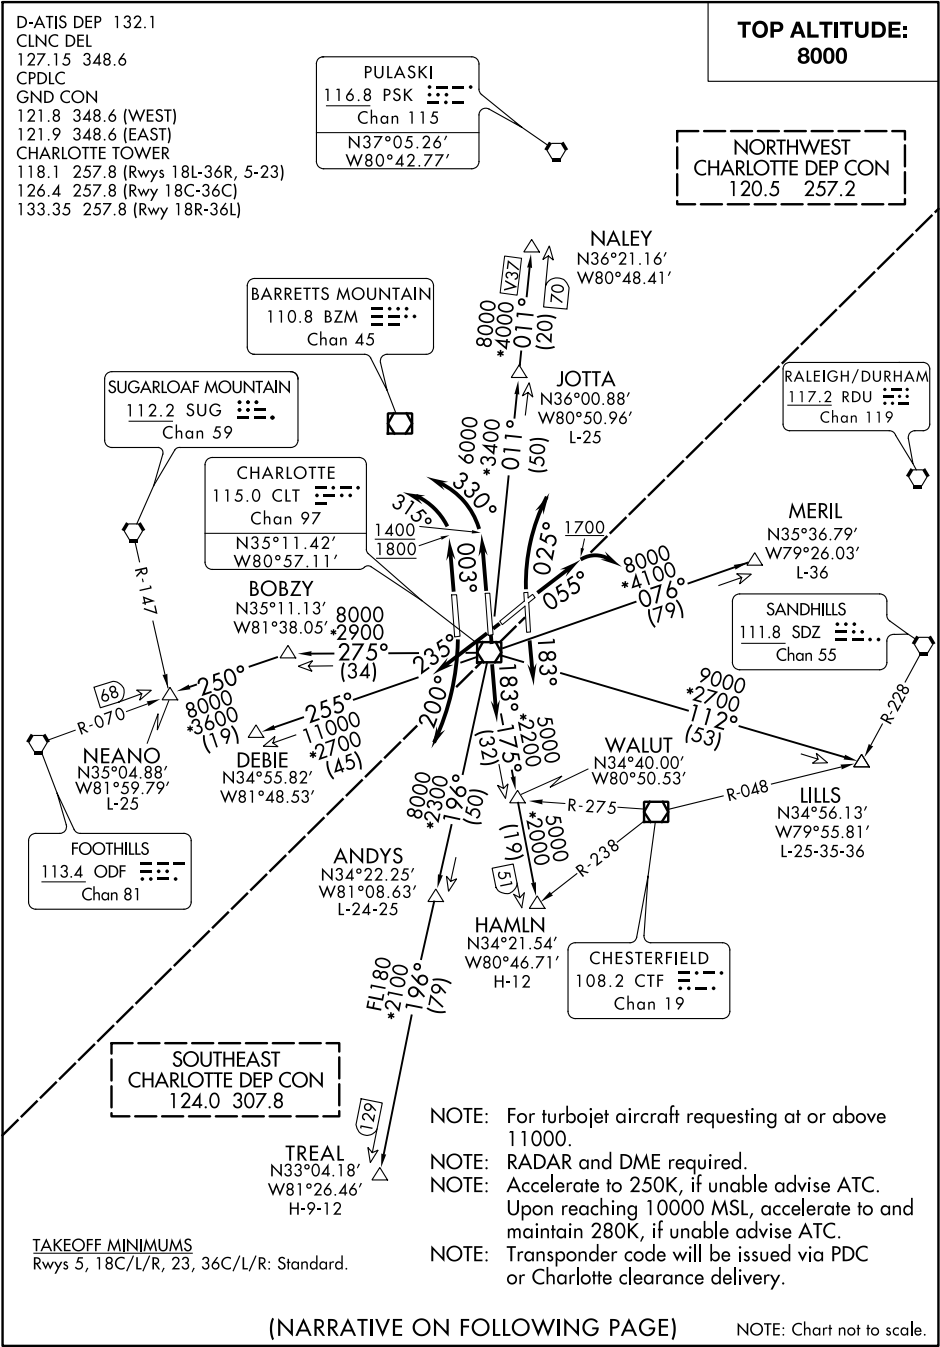 D-ATIS DEP 132.1
CLNC DEL
127.15 348.6
CPDLC
GND CON
121.8 348.6 (WEST)
121.9 348.6 (EAST)
CHARLOTTE TOWER
118.1 257.8 (Rwys 18L-36R, 5-23)
126.4 257.8 (Rwy 18C-36C)
133.35 257.8 (Rwy 18R-36L)
TOP ALTITUDE:
8000
PULASKI
116.8 PSK
Chan 115
N37°05.26′
W80°42.77′
NORTHWEST
CHARLOTTE DEP CON
120.5 257.2
NALEY
N36°21.16′
W80°48.41′
V37
70
8000
*4000
011°
(20)
BARRETTS MOUNTAIN
110.8 BZM
Chan 45
JOTTA
N36°00.88′
W80°50.96′
L-25
SUGARLOAF MOUNTAIN
112.2 SUG
Chan 59
RALEIGH/DURHAM
117.2 RDU
Chan 119
6000
*3400
011°
(50)
CHARLOTTE
115.0 CLT
Chan 97
N35°11.42′
W80°57.11′
330°
315°
1400
1800
003°
025°
1700
055°
MERIL
N35°36.79′
W79°26.03′
L-36
8000
*4100
076°
(79)
R-147
BOBZY
N35°11.13′
W81°38.05′
8000
*2900
275°
(34)
SANDHILLS
111.8 SDZ
Chan 55
235°
200°
183°
183°
250°
8000
*3600
(19)
68
R-070
NEANO
N35°04.88′
W81°59.79′
L-25
255°
11000
*2700
(45)
DEBIE
N34°55.82′
W81°48.53′
9000
*2700
112°
(53)
R-228
5000
*2200
175°
(32)
WALUT
N34°40.00′
W80°50.53′
R-275
R-048
R-238
LILLS
N34°56.13′
W79°55.81′
L-25-35-36
8000
*2300
196°
(50)
5000
*2000
(19)
51
FOOTHILLS
113.4 ODF
Chan 81
ANDYS
N34°22.25′
W81°08.63′
L-24-25
HAMLN
N34°21.54′
W80°46.71′
H-12
CHESTERFIELD
108.2 CTF
Chan 19
FL180
*2100
196°
(79)
SOUTHEAST
CHARLOTTE DEP CON
124.0 307.8
129
TREAL
N33°04.18′
W81°26.46′
H-9-12
NOTE: For turbojet aircraft requesting at or above
11000.
NOTE: RADAR and DME required.
NOTE: Accelerate to 250K, if unable advise ATC.
Upon reaching 10000 MSL, accelerate to and
maintain 280K, if unable advise ATC.
NOTE: Transponder code will be issued via PDC
or Charlotte clearance delivery.
TAKEOFF MINIMUMS
Rwys 5, 18C/L/R, 23, 36C/L/R: Standard.
(NARRATIVE ON FOLLOWING PAGE)
NOTE: Chart not to scale.